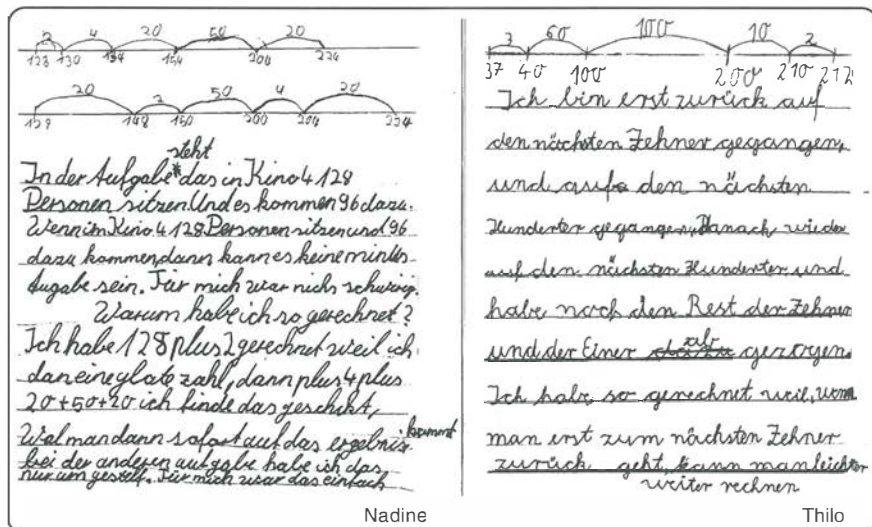 2 4 20 50 20
128 130 134 154 204 224
20 2 50 4 20
128 148 150 200 204 224
steht
In der Aufgabe * das in Kino 4 128
Personen sitzen. Und es kommen 96 dazu.
Wenn im Kino 4 128 Personen sitzen und 96
dazu kommen, dann kann es keine minus
Augabe sein. Für mich war nichs schwirig.
Warum habe ich so gerechnet?
Ich habe 128 plus 2 gerechnet weil ich
dan eine glate zahl, dann plus 4 plus
20+50+20 ich finde das geschikt,
Wal man dann sofort auf das ergebnis kommt
bei der anderen aufgabe habe ich das
nur um gestellt. Für mich war das einfach
Nadine
3 60 100 10 2
37 40 100 200 210 212
Ich bin erst zurück auf
den nächsten Zehner gegangen,
und auf den nächsten
Hunderter gegangen, Danach wieder
auf den nächsten Hunderter und
habe noch den Rest der Zehner
und der Einer abr gezogen.
Ich habe so gerechnet weil, wenn
man erst zum nächsten Zehner
zurück geht, kann man leichter
weiter rechnen
Thilo